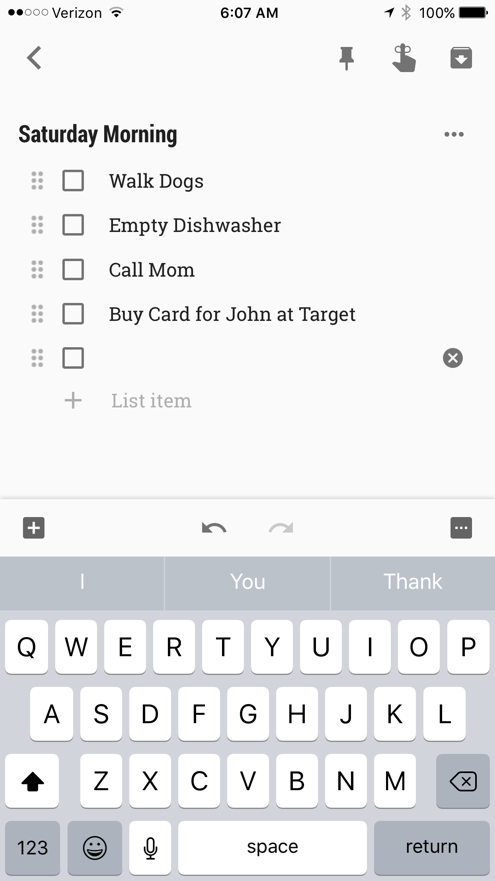 Verizon 6:07 AM 100%
Saturday Morning
Walk Dogs
Empty Dishwasher
Call Mom
Buy Card for John at Target
List item
I You Thank
Q W E R T Y U I O P
A S D F G H J K L
Z X C V B N M
123 space return